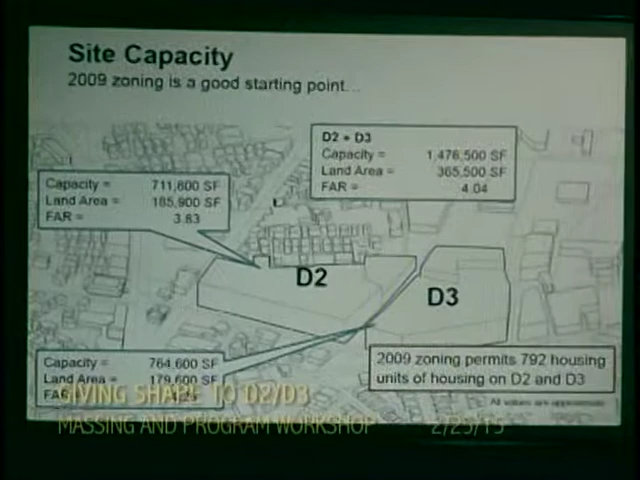 Site Capacity
2009 zoning is a good starting point...
D2 + D3
Capacity = 1,476,500 SF
Land Area = 365,500 SF
FAR = 4.04
Capacity = 711,800 SF
Land Area = 185,900 SF
FAR = 3.83
D2
D3
Capacity = 764,600 SF
Land Area = 179,600 SF
FAR
2009 zoning permits 792 housing
units of housing on D2 and D3
All values are approximate
GIVING SHAPE TO D2/D3
MASSING AND PROGRAM WORKSHOP 2/25/15